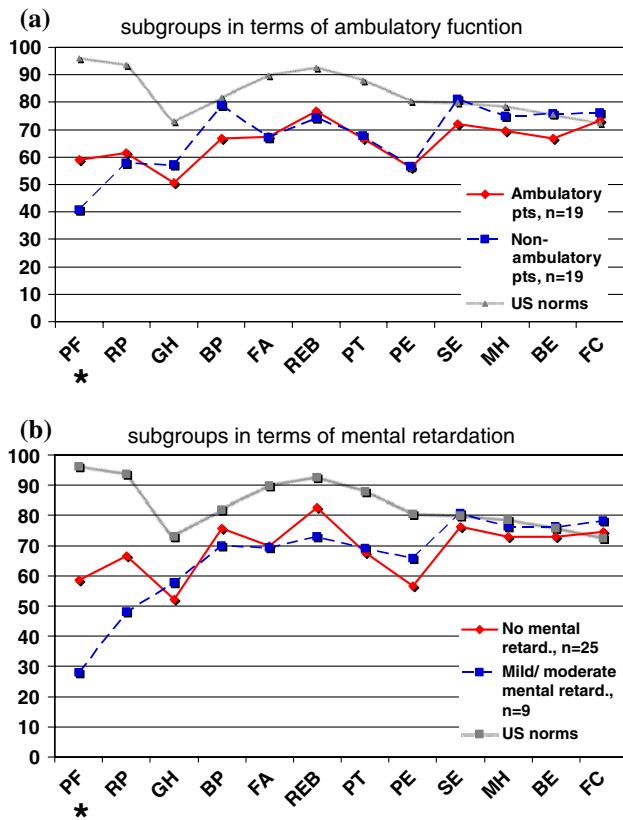 (a)
subgroups in terms of ambulatory fucntion
100
90
80
70
60
50
40
30
20
10
0
Ambulatory
pts, n=19
Non-
ambulatory
pts, n=19
US norms
PF RP GH BP FA REB PT PE SE MH BE FC
*
(b)
subgroups in terms of mental retardation
100
90
80
70
60
50
40
30
20
10
0
No mental
retard., n=25
Mild/ moderate
mental retard.,
n=9
US norms
PF RP GH BP FA REB PT PE SE MH BE FC
*